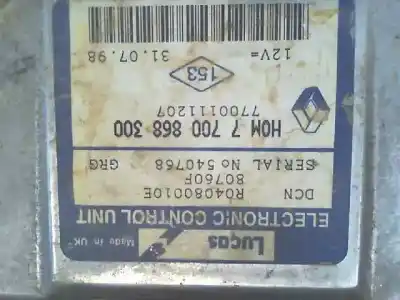 Lucas
Made in UK
ELECTRONIC CONTROL UNIT
DCN R04080010E
80760F
SERIAL No 540768 GRG
HOM 7 700 868 300
7700111207
153
12V= 31.07.98